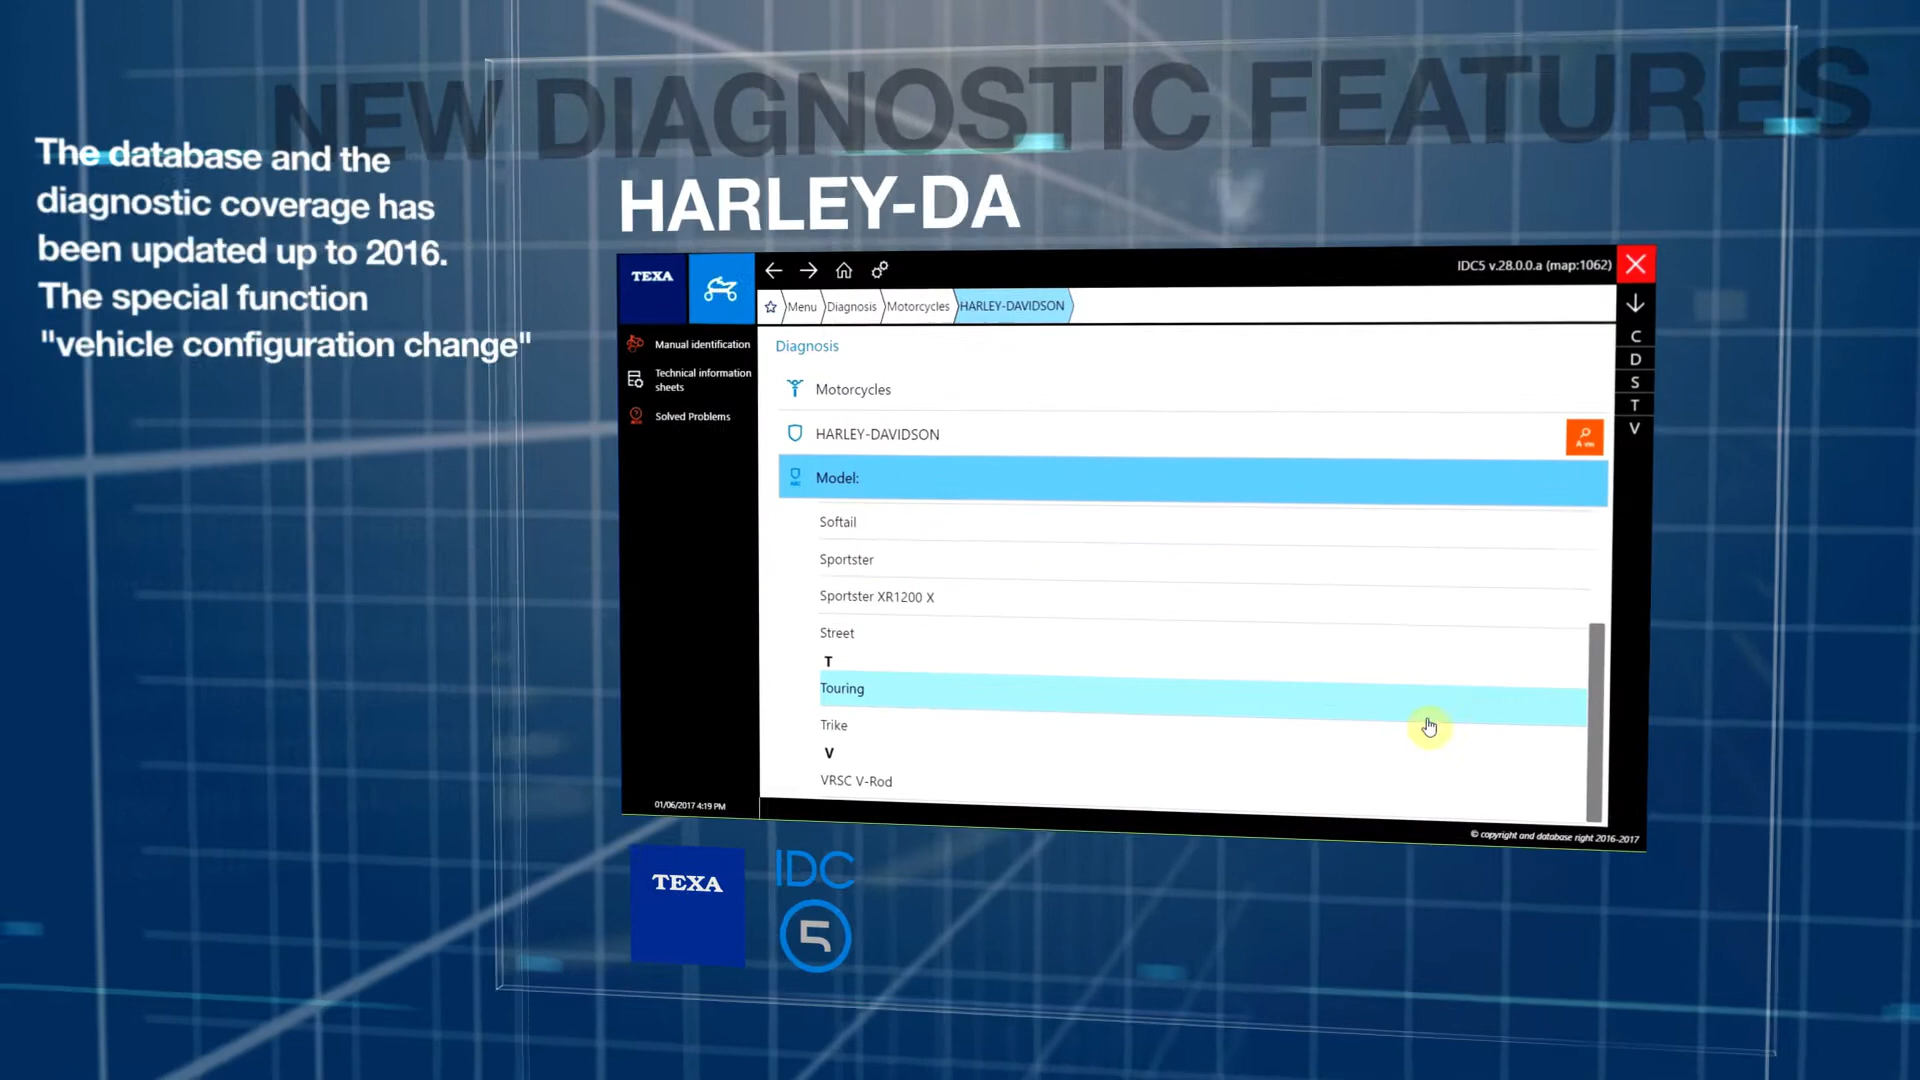 NEW DIAGNOSTIC FEATURES
The database and the
diagnostic coverage has
been updated up to 2016.
The special function
"vehicle configuration change"
HARLEY-DA
TEXA
IDC5 v.28.0.0.a (map:1062)
Menu
Diagnosis
Motorcycles
HARLEY-DAVIDSON
Manual identification
Technical information
sheets
Solved Problems
01/06/2017 4:19 PM
Diagnosis
Motorcycles
HARLEY-DAVIDSON
Model:
Softail
Sportster
Sportster XR1200 X
Street
T
Touring
Trike
V
VRSC V-Rod
C
D
S
T
V
© copyright and database right 2016-2017
TEXA
IDC
5